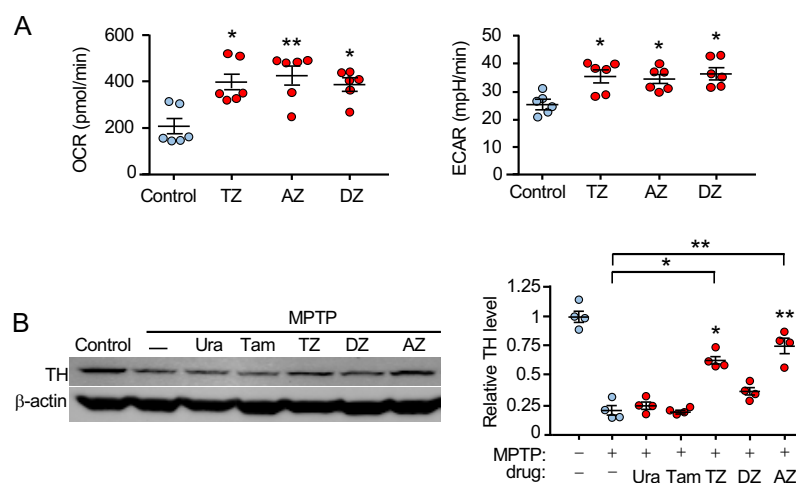 A
OCR (pmol/min)
600
400
200
0
*
**
*
Control TZ AZ DZ
ECAR (mpH/min)
50
40
30
20
10
0
*
*
*
Control TZ AZ DZ
B
MPTP
Control — Ura Tam TZ DZ AZ
TH
β-actin
Relative TH level
1.25
1
0.75
0.5
0.25
0
**
*
*
**
MPTP: − + + + + + +
drug: − − Ura Tam TZ DZ AZ